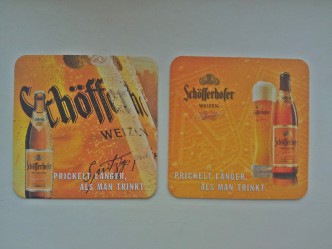 Schöfferhofer
WEIZEN
PRICKELT LÄNGER,
ALS MAN TRINKT.
Schöfferhofer
WEIZEN
PRICKELT LÄNGER,
ALS MAN TRINKT.